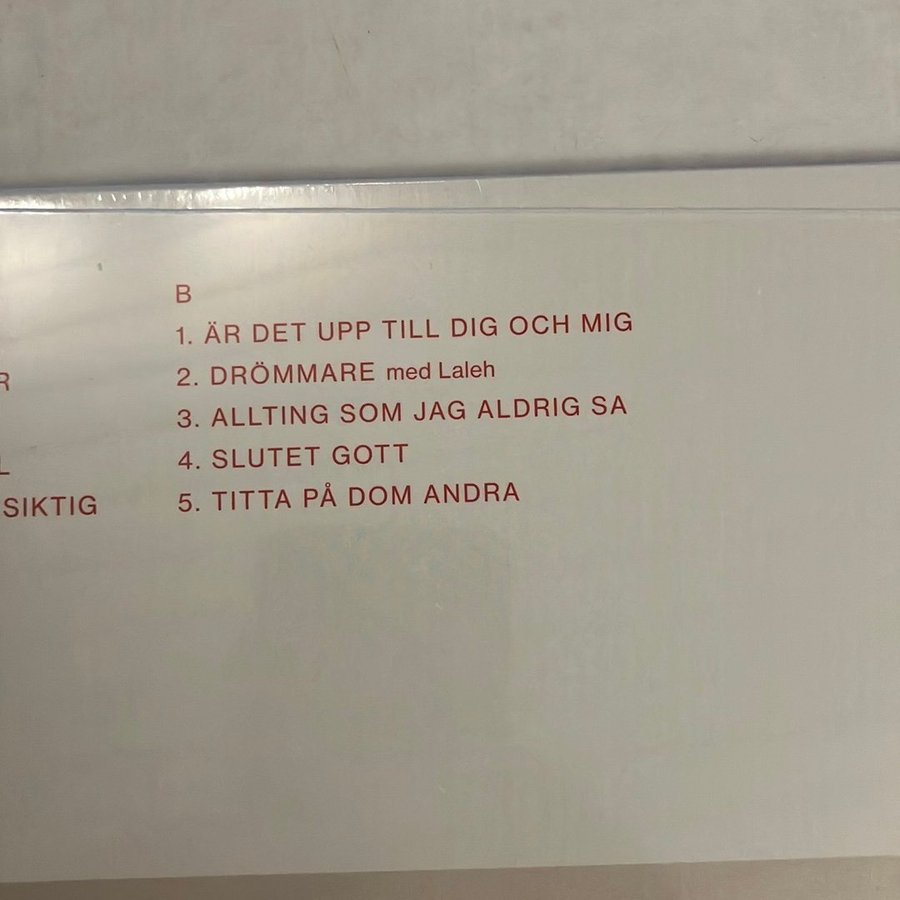 B
1. ÄR DET UPP TILL DIG OCH MIG
R
2. DRÖMMARE med Laleh
3. ALLTING SOM JAG ALDRIG SA
L
4. SLUTET GOTT
SIKTIG
5. TITTA PÅ DOM ANDRA